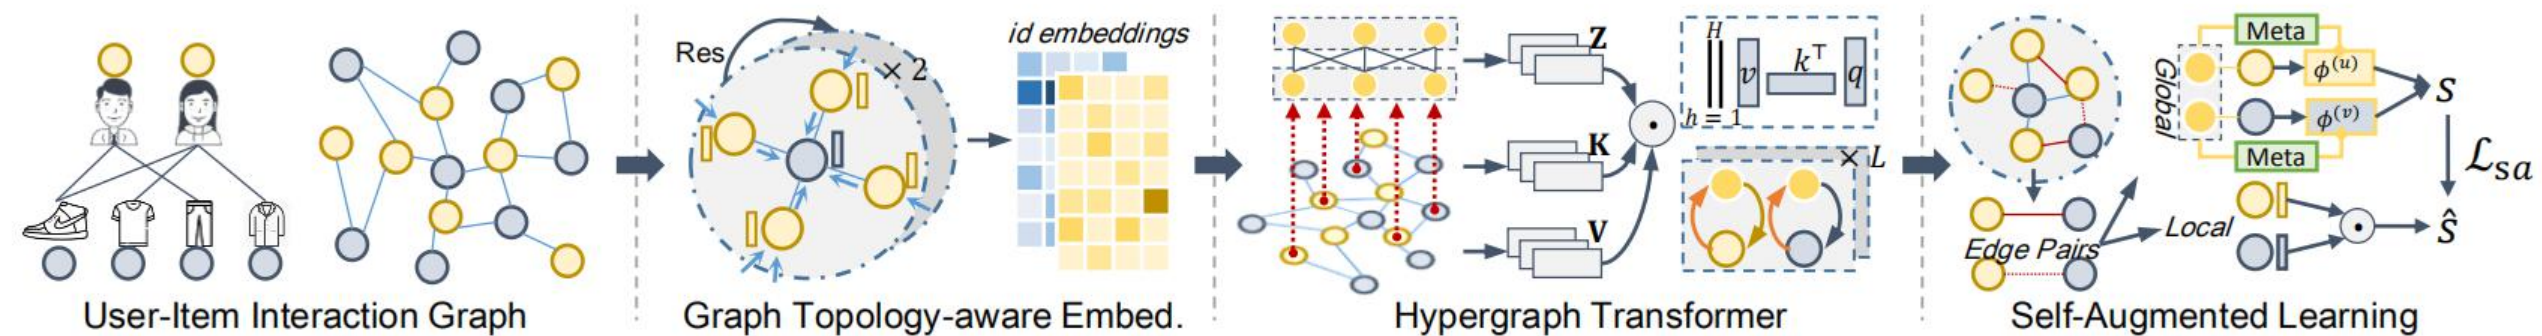 User-Item Interaction Graph
Res
× 2
id embeddings
Graph Topology-aware Embed.
Z
K
V
H
h = 1
v
k⊤
q
× L
Hypergraph Transformer
Global
Meta
ϕ(u)
ϕ(v)
Meta
S
ℒsa
Ŝ
Edge Pairs
Local
Self-Augmented Learning